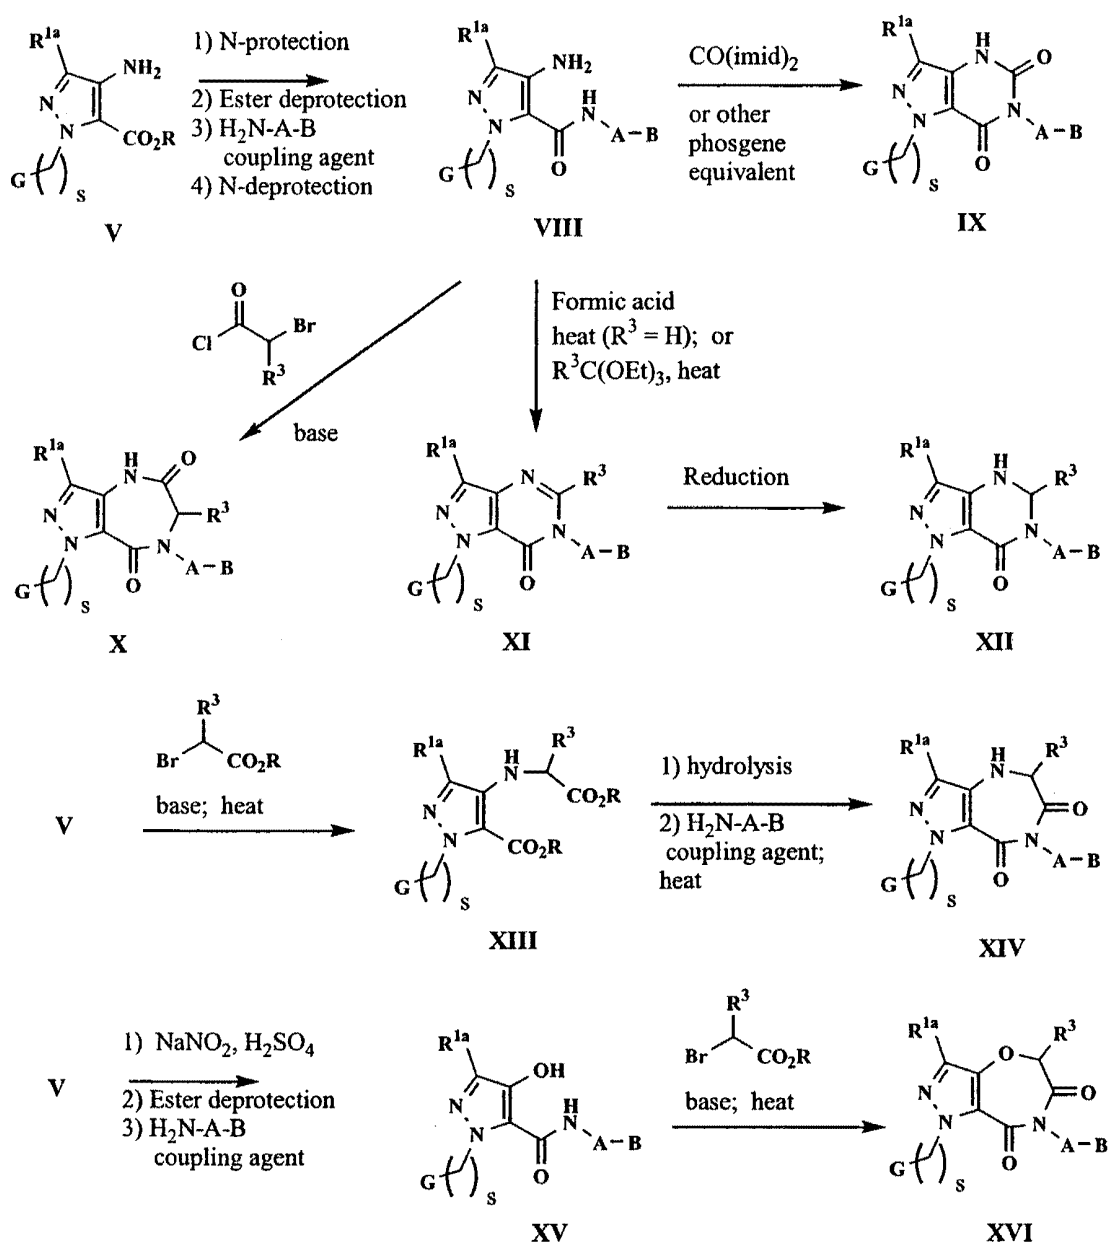 R1a
NH2
N
N
CO2R
G ( ) s
V
1) N-protection
2) Ester deprotection
3) H2N-A-B
coupling agent
4) N-deprotection
R1a
NH2
H
N
N
N
A-B
O
G ( ) s
VIII
CO(imid)2
or other
phosgene
equivalent
R1a
H
N
O
N
N
N
A-B
O
G ( ) s
IX
O
Cl
Br
R3
base
Formic acid
heat (R3 = H); or
R3C(OEt)3, heat
R1a
H
N
O
N
R3
N
N
A-B
O
G ( ) s
X
R1a
N
R3
N
N
N
A-B
O
G ( ) s
XI
Reduction
R1a
H
N
R3
N
N
N
A-B
O
G ( ) s
XII
V
R3
Br
CO2R
base; heat
R1a
H
N
R3
CO2R
N
N
CO2R
G ( ) s
XIII
1) hydrolysis
2) H2N-A-B
coupling agent;
heat
R1a
H
N
R3
O
N
N
N
A-B
O
G ( ) s
XIV
V
1) NaNO2, H2SO4
2) Ester deprotection
3) H2N-A-B
coupling agent
R1a
OH
H
N
N
N
A-B
O
G ( ) s
XV
R3
Br
CO2R
base; heat
R1a
O
R3
O
N
N
N
A-B
O
G ( ) s
XVI